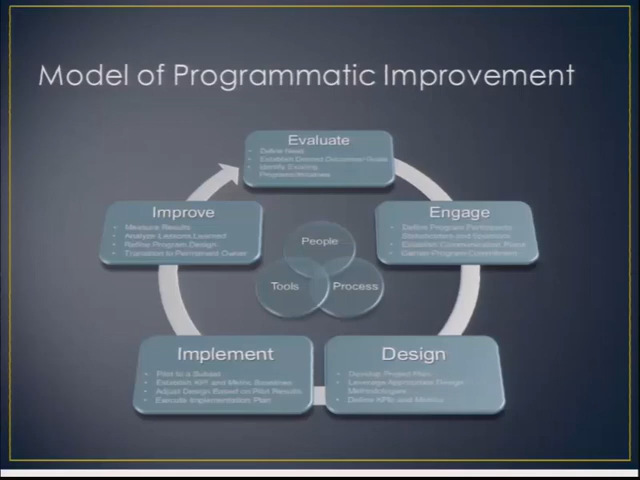 Model of Programmatic Improvement
Evaluate
• Define Need
• Establish Desired Outcomes/Goals
• Identify Existing
Programs/Initiatives
Improve
• Measure Results
• Analyze Lessons Learned
• Refine Program Design
• Transition to Permanent Owner
Engage
• Define Program Participants
Stakeholders and Sponsors
• Establish Communication Plans
• Garner Program Commitment
People
Tools
Process
Implement
• Pilot to a Subset
• Establish KPI and Metric Baselines
• Adjust Design Based on Pilot Results
• Execute Implementation Plan
Design
• Develop Project Plan
• Leverage Appropriate Design
Methodologies
• Define KPIs and Metrics